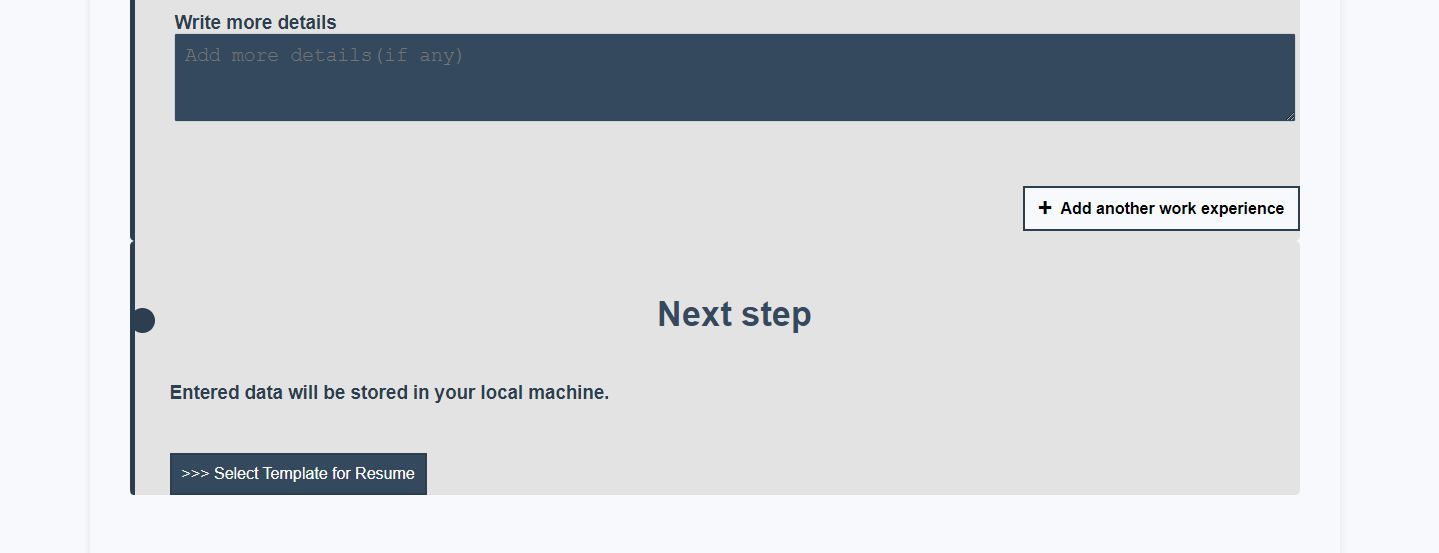 Write more details
Add more details(if any)
+ Add another work experience
Next step
Entered data will be stored in your local machine.
>>> Select Template for Resume